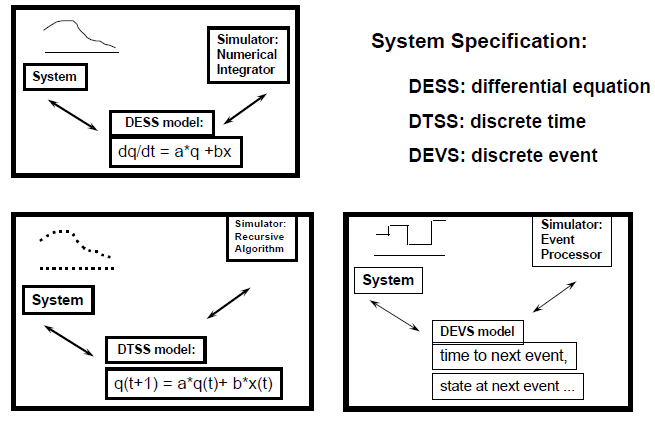 System
Simulator:
Numerical
Integrator
DESS model:
dq/dt = a*q +bx
System Specification:
DESS: differential equation
DTSS: discrete time
DEVS: discrete event
System
Simulator:
Recursive
Algorithm
DTSS model:
q(t+1) = a*q(t)+ b*x(t)
System
Simulator:
Event
Processor
DEVS model
time to next event,
state at next event ...